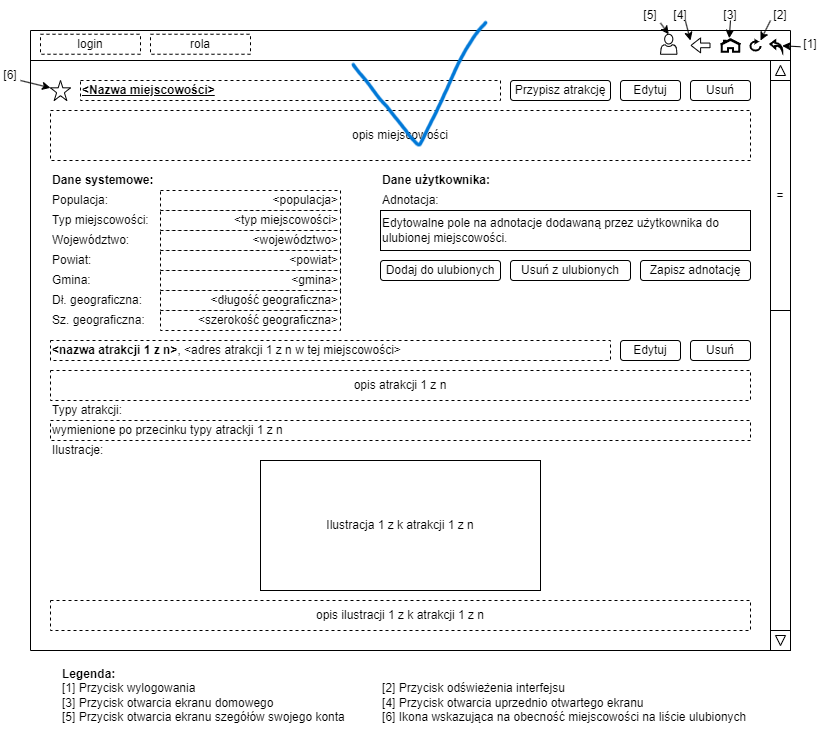 [5] [4] [3] [2]
login rola [1]
[6]
<Nazwa miejscowości> Przypisz atrakcję Edytuj Usuń
opis miejscowości
Dane systemowe: Dane użytkownika:
Populacja: <populacja> Adnotacja:
Typ miejscowości: <typ miejscowości> Edytowalne pole na adnotacje dodawaną przez użytkownika do
Województwo: <województwo> ulubionej miejscowości.
Powiat: <powiat>
Gmina: <gmina> Dodaj do ulubionych Usuń z ulubionych Zapisz adnotację
Dł. geograficzna: <długość geograficzna>
Sz. geograficzna: <szerokość geograficzna>
<nazwa atrakcji 1 z n>, <adres atrakcji 1 z n w tej miejscowości> Edytuj Usuń
opis atrakcji 1 z n
Typy atrakcji:
wymienione po przecinku typy atrackji 1 z n
Ilustracje:
Ilustracja 1 z k atrakcji 1 z n
opis ilustracji 1 z k atrakcji 1 z n
Legenda:
[1] Przycisk wylogowania [2] Przycisk odświeżenia interfejsu
[3] Przycisk otwarcia ekranu domowego [4] Przycisk otwarcia uprzednio otwartego ekranu
[5] Przycisk otwarcia ekranu szegółów swojego konta [6] Ikona wskazująca na obecność miejscowości na liście ulubionych